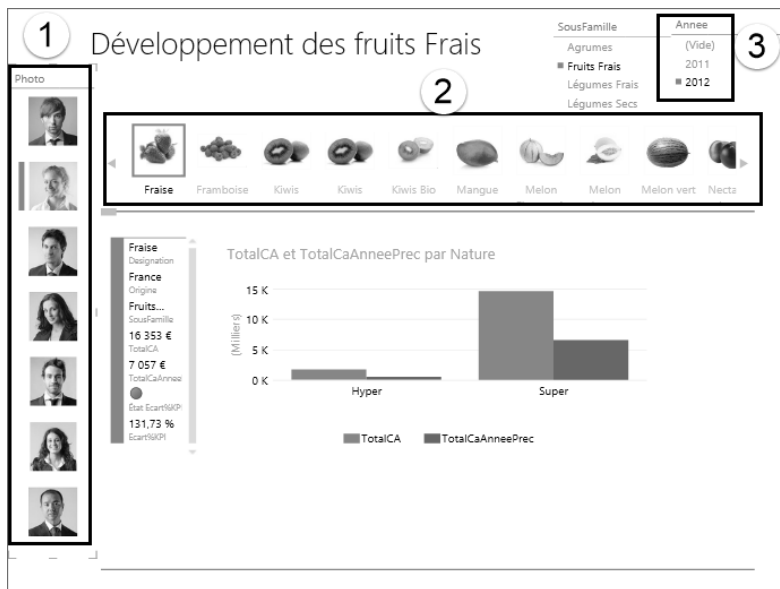 1
Développement des fruits Frais
SousFamille
Agrumes
Fruits Frais
Légumes Frais
Légumes Secs
Annee
(Vide)
2011
2012
3
Photo
2
Fraise
Framboise
Kiwis
Kiwis
Kiwis Bio
Mangue
Melon
Melon
Melon vert
Necta
Fraise
Designation
France
Origine
Fruits...
SousFamille
16 353 €
TotalCA
7 057 €
TotalCaAnnee
État Ecart%KPI
131,73 %
Ecart%KPI
TotalCA et TotalCaAnneePrec par Nature
(Milliers)
15 K
10 K
5 K
0 K
Hyper
Super
TotalCA
TotalCaAnneePrec